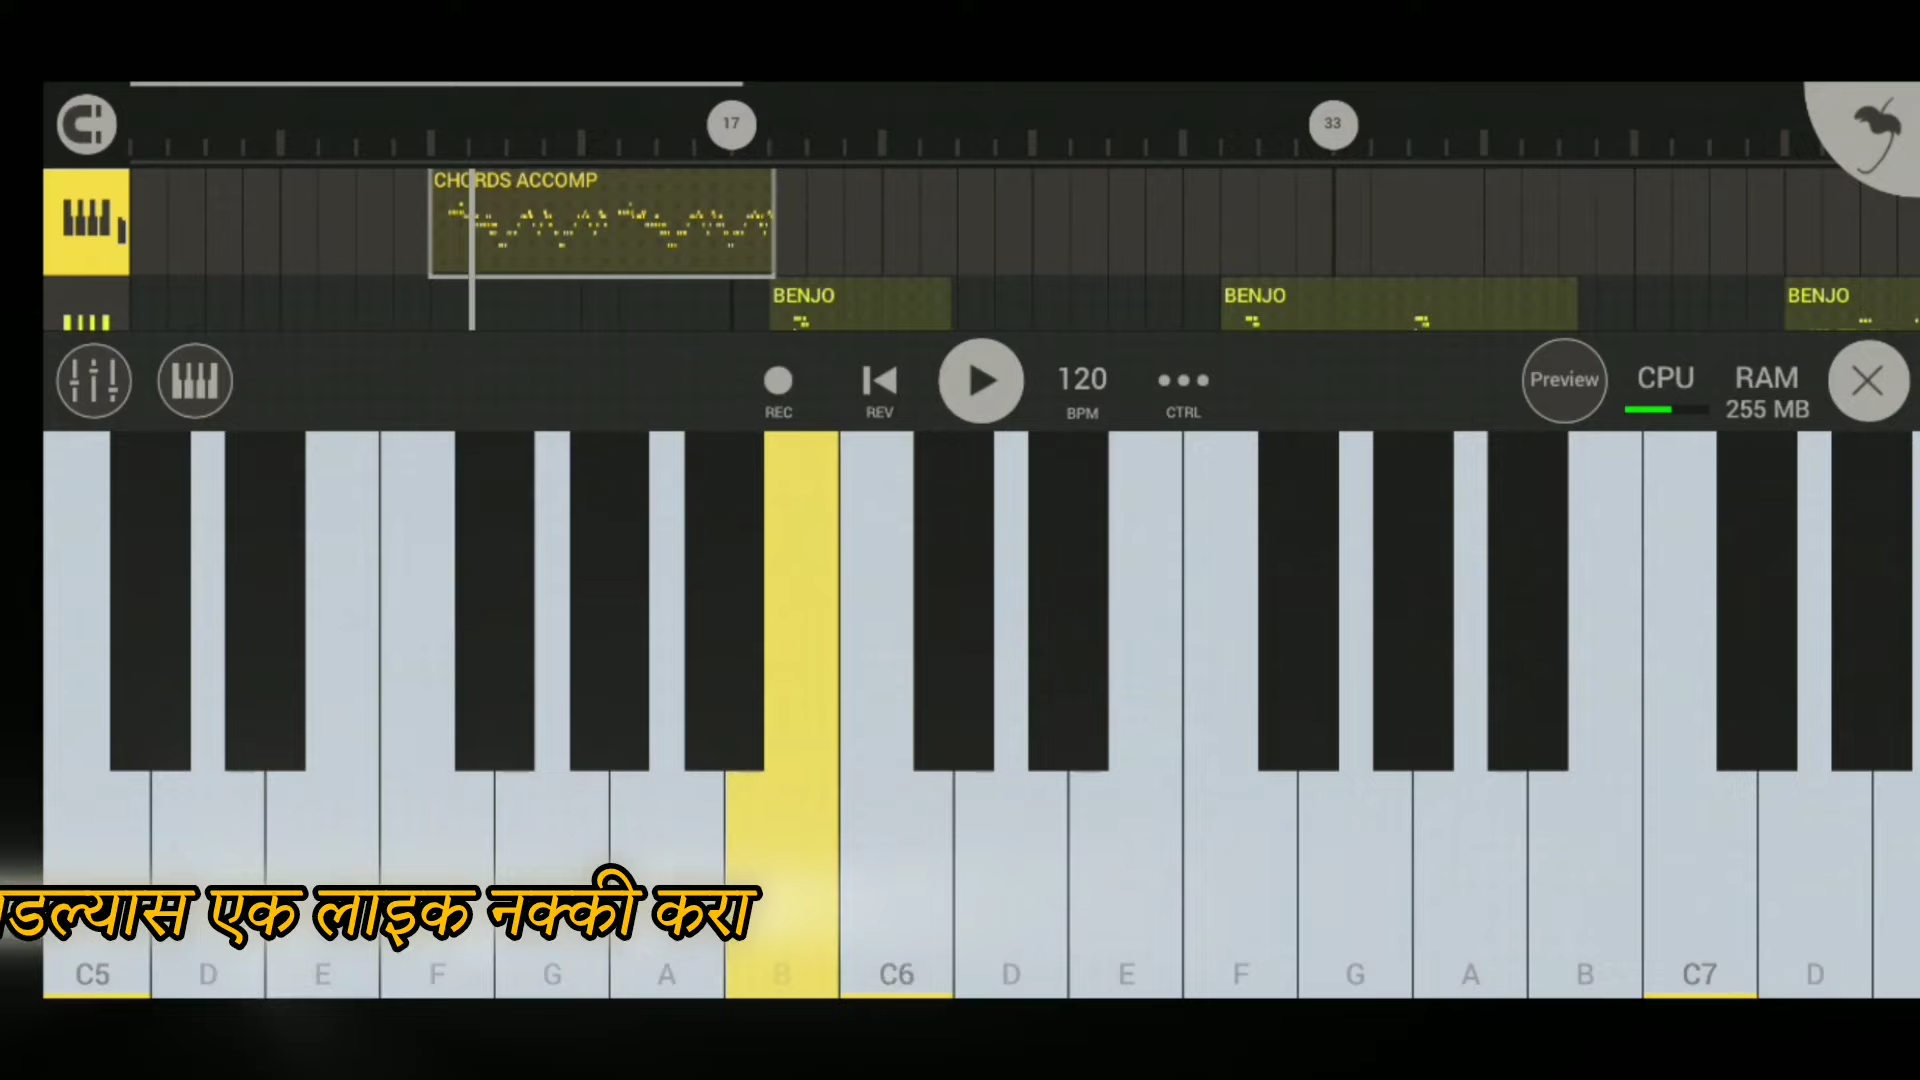 17 33
CHORDS ACCOMP
BENJO BENJO BENJO
Preview CPU RAM
120
255 MB
REC REV BPM CTRL
एक लाइक नक्की करा
C5 D E F G A B C6 D E F G A B C7 D